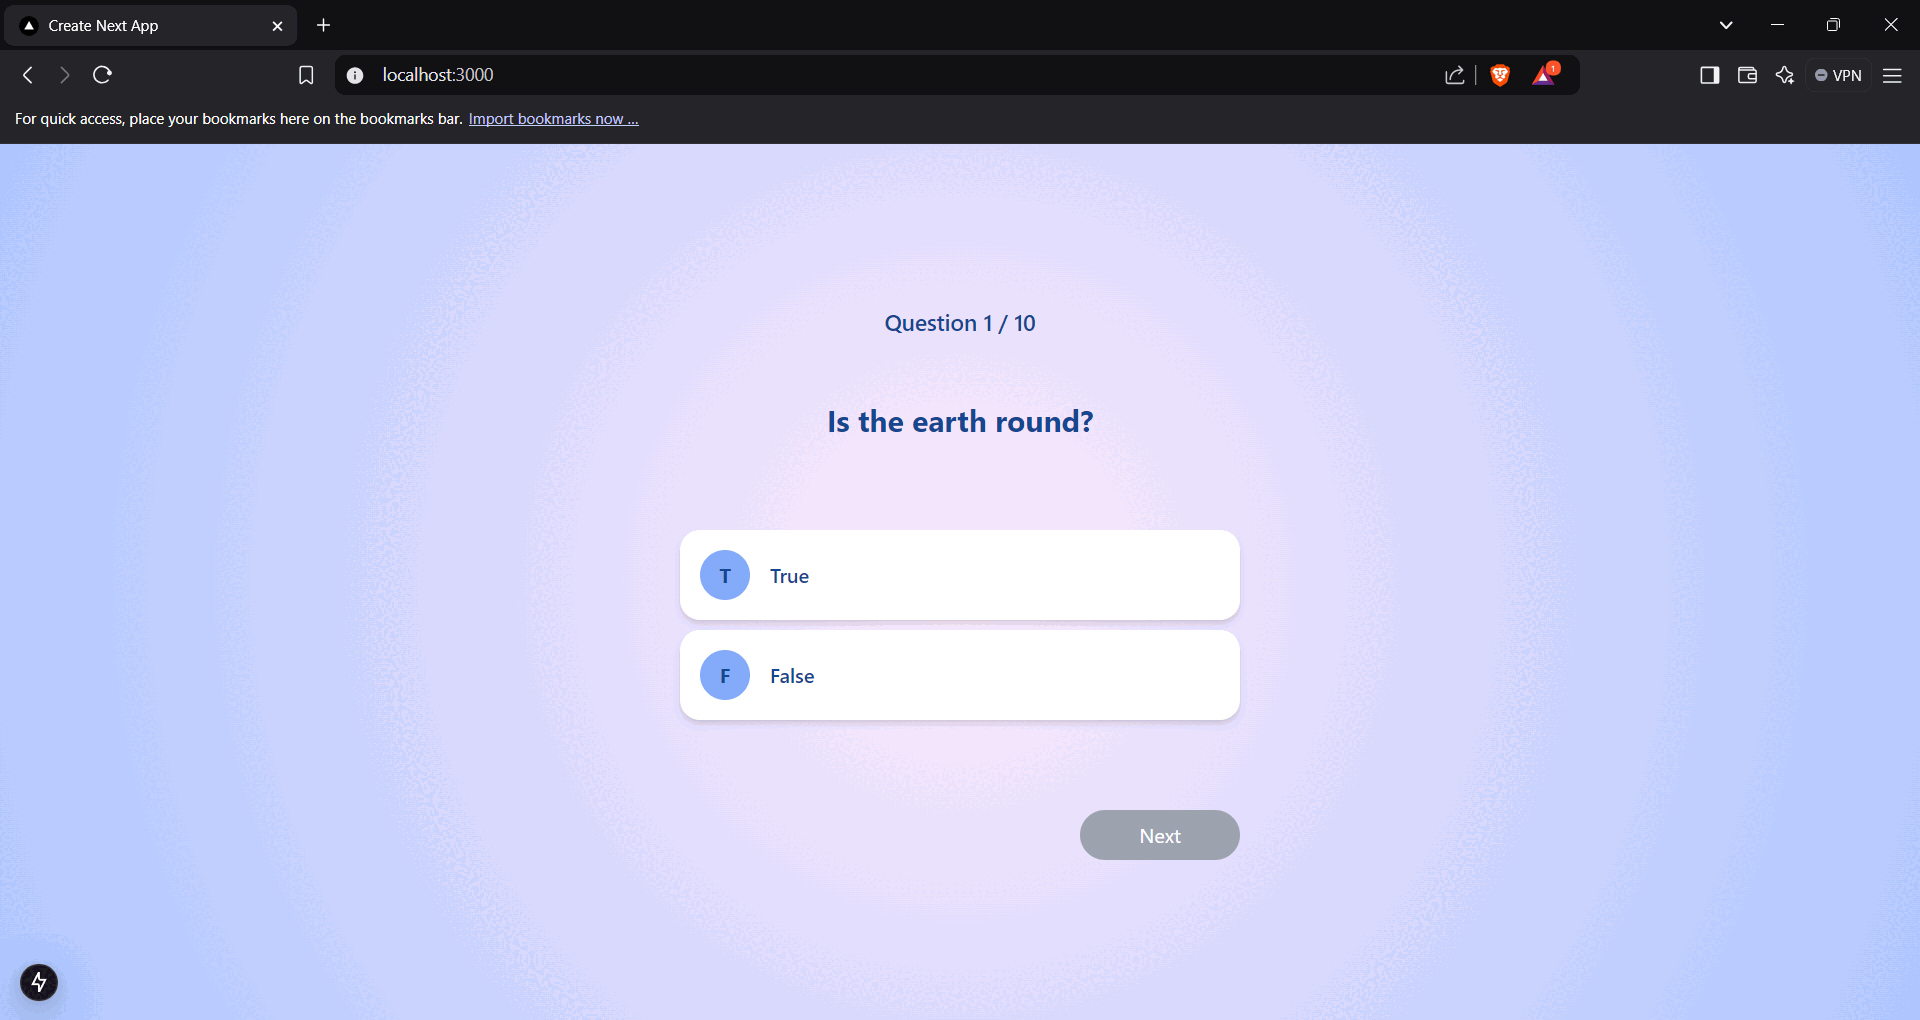 Create Next App
localhost:3000
1
VPN
For quick access, place your bookmarks here on the bookmarks bar. Import bookmarks now ...
Question 1 / 10
Is the earth round?
T True
F False
Next